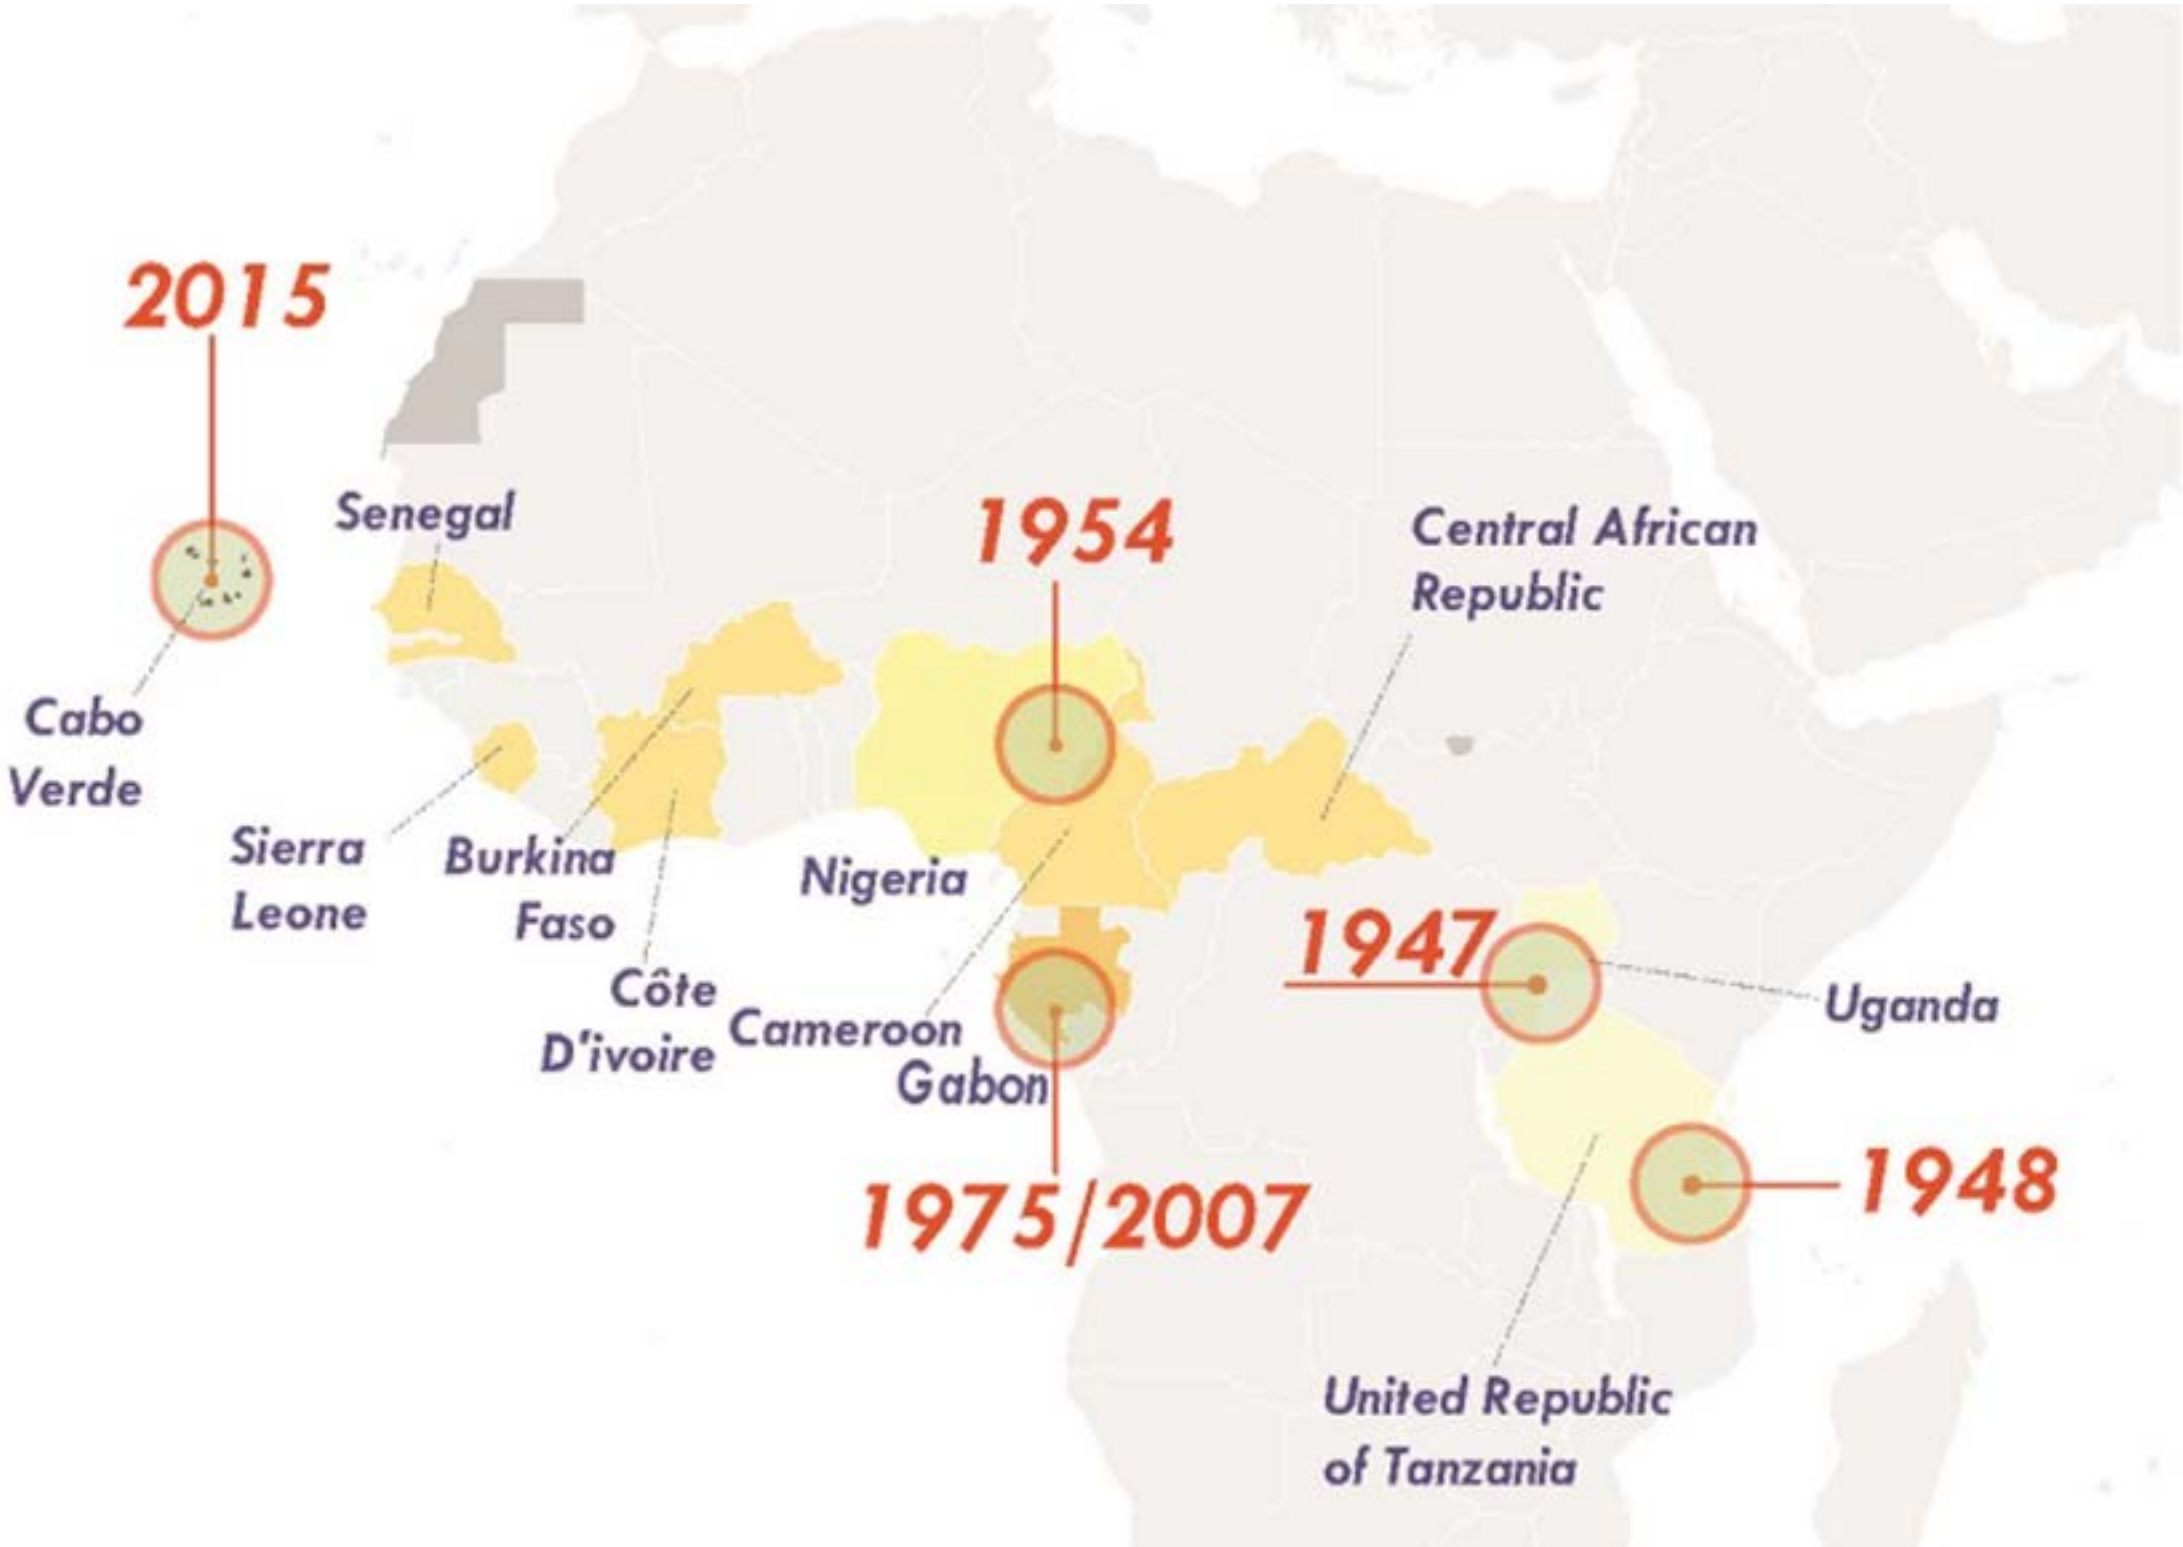 2015
Senegal
1954
Central African
Republic
Cabo
Verde
Sierra
Leone
Burkina
Faso
Nigeria
1947
Côte
D'ivoire
Cameroon
Gabon
Uganda
1975/2007
1948
United Republic
of Tanzania